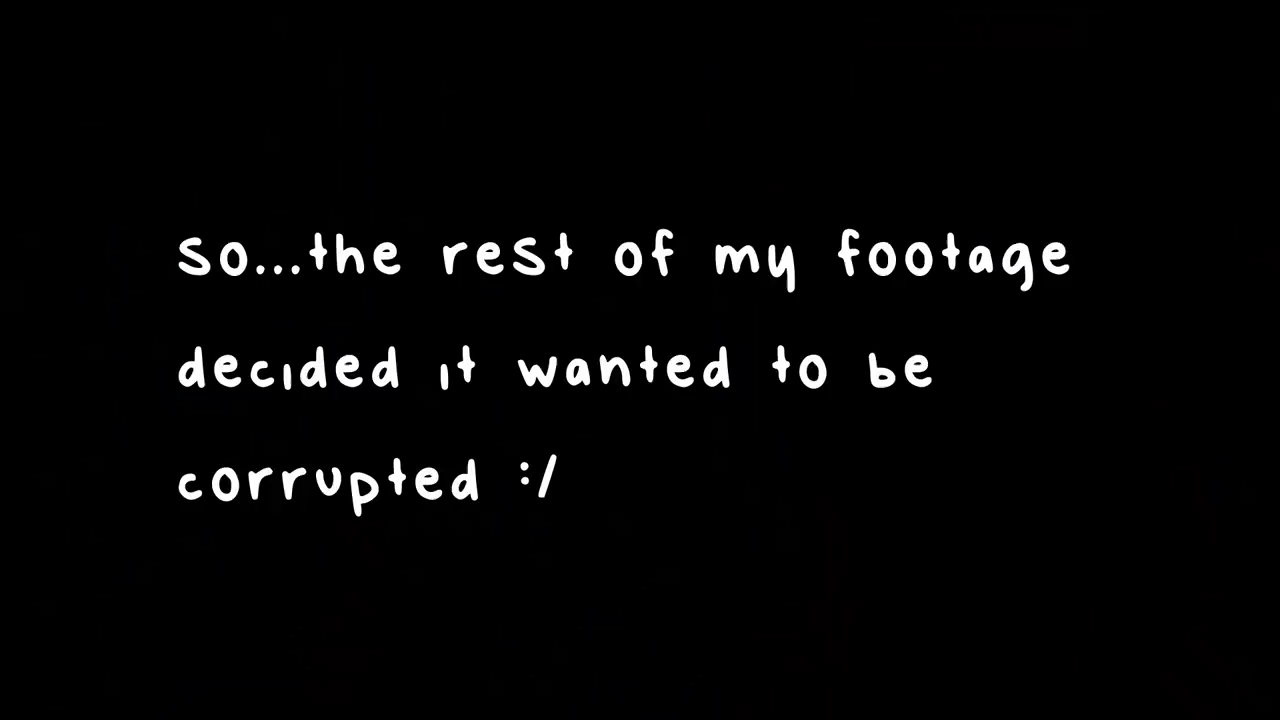 so...the rest of my footage
decided it wanted to be
corrupted :/